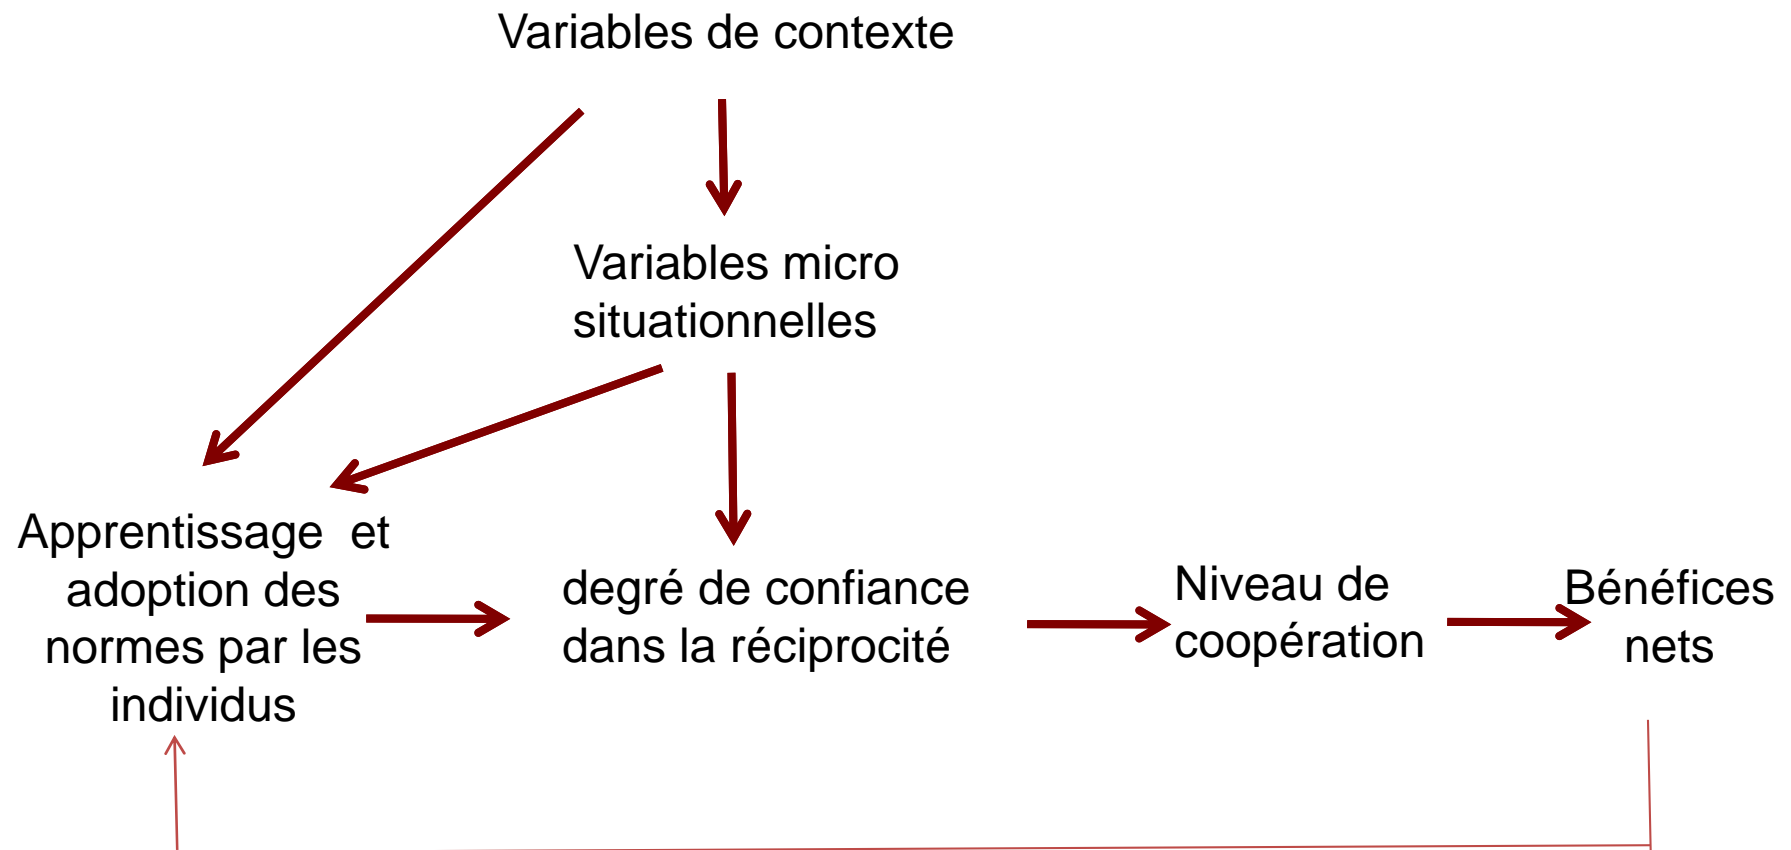 Variables de contexte
Variables micro
situationnelles
Apprentissage et
adoption des
normes par les
individus
degré de confiance
dans la réciprocité
Niveau de
coopération
Bénéfices
nets